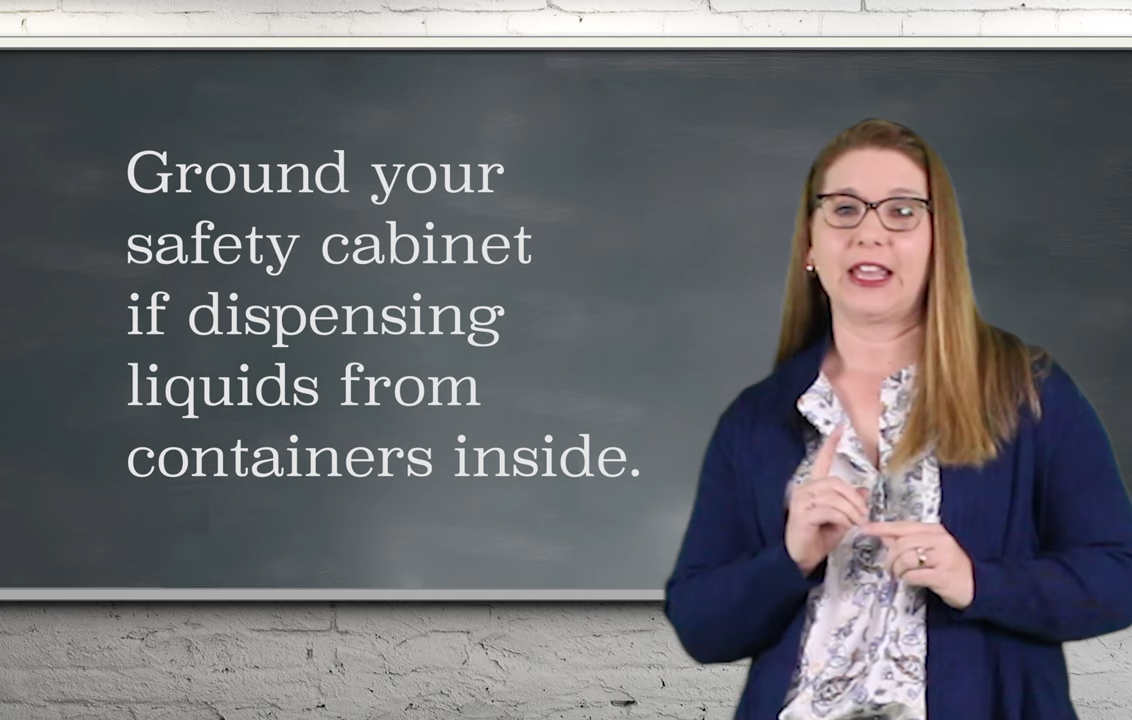 Ground your
safety cabinet
if dispensing
liquids from
containers inside.